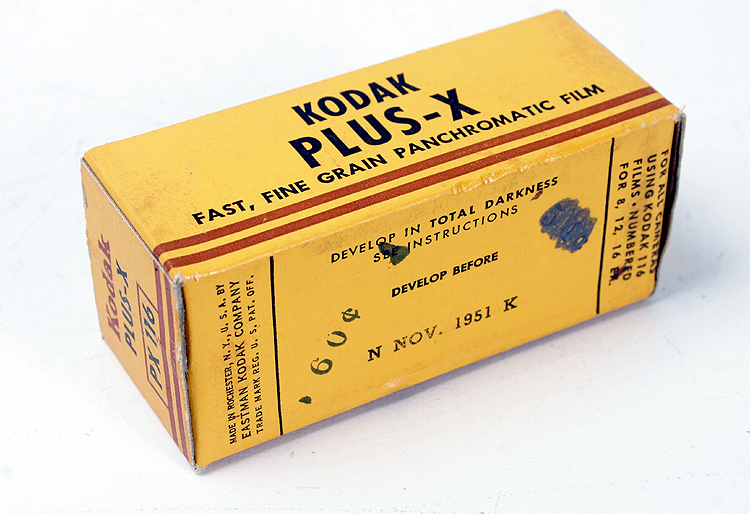 KODAK
PLUS-X
FAST, FINE GRAIN PANCHROMATIC FILM
Kodak
PLUS-X
PX 116
MADE IN ROCHESTER, N. Y., U. S. A. BY
EASTMAN KODAK COMPANY
TRADE MARK REG. U. S. PAT. OFF.
DEVELOP IN TOTAL DARKNESS
SEE INSTRUCTIONS
DEVELOP BEFORE
N NOV. 1951 K
60¢
FOR ALL CAMERAS
USING KODAK 116
FILMS • NUMBERED
FOR 8, 12, 16 EX.